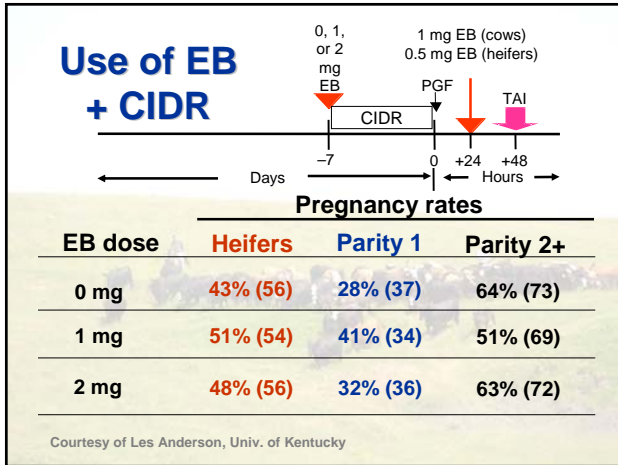 Use of EB
+ CIDR
0, 1,
or 2
mg
EB
1 mg EB (cows)
0.5 mg EB (heifers)
PGF
TAI
CIDR
–7
0
+24
+48
Days
Hours
Pregnancy rates
EB dose Heifers Parity 1 Parity 2+
0 mg 43% (56) 28% (37) 64% (73)
1 mg 51% (54) 41% (34) 51% (69)
2 mg 48% (56) 32% (36) 63% (72)
Courtesy of Les Anderson, Univ. of Kentucky